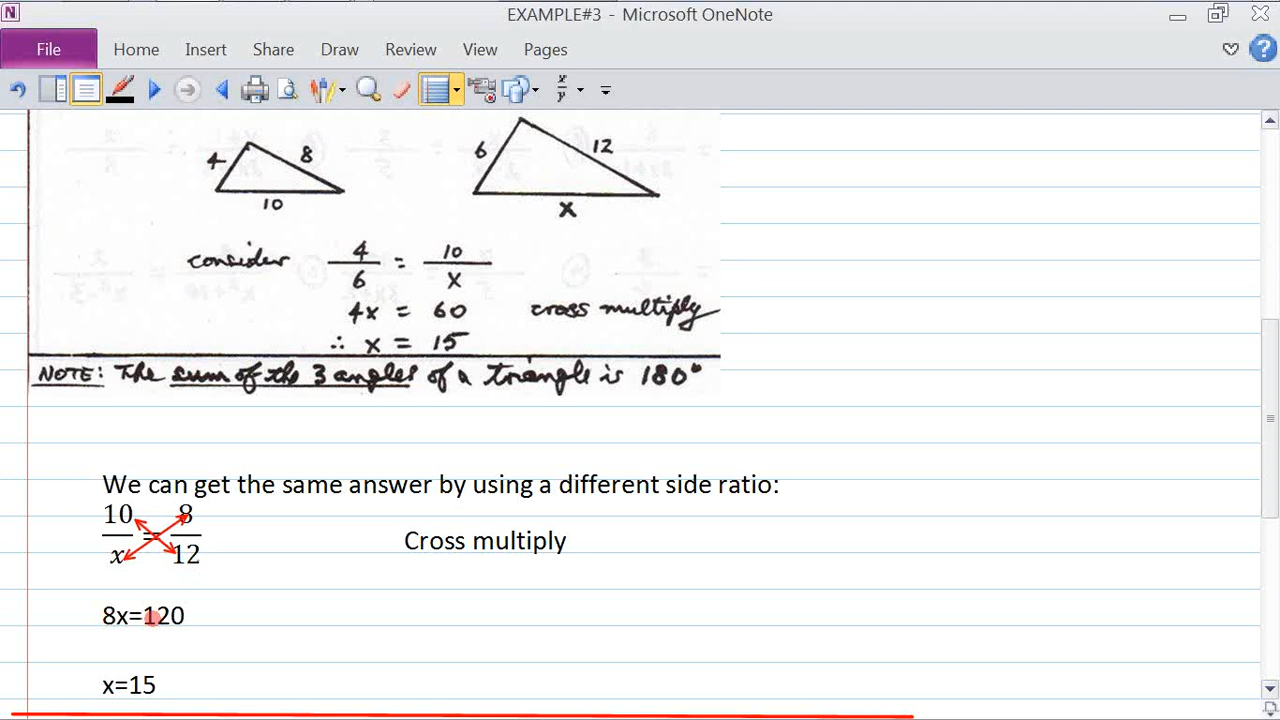 EXAMPLE#3 - Microsoft OneNote
File Home Insert Share Draw Review View Pages
x/y
4 8 10
6 12 x
consider 4/6 = 10/x
4x = 60 cross multiply
∴ x = 15
NOTE: The sum of the 3 angles of a triangle is 180°
We can get the same answer by using a different side ratio:
10/x = 8/12 Cross multiply
8x=120
x=15